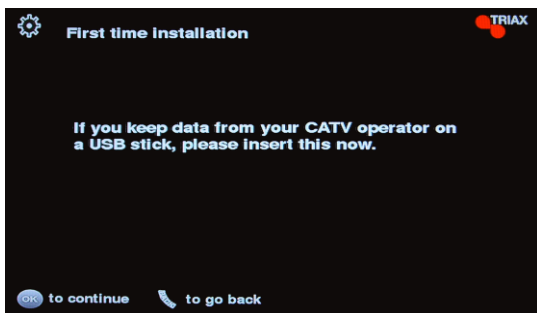 First time installation
TRIAX
If you keep data from your CATV operator on
a USB stick, please insert this now.
OK to continue to go back